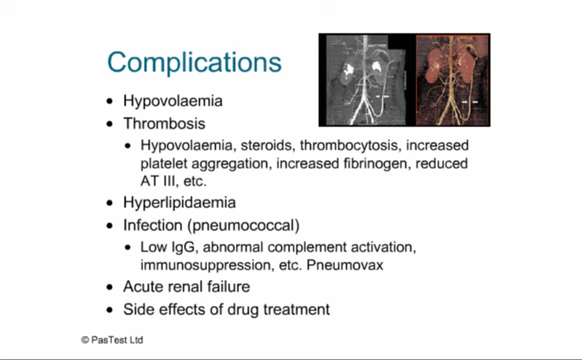 Complications
• Hypovolaemia
• Thrombosis
• Hypovolaemia, steroids, thrombocytosis, increased
platelet aggregation, increased fibrinogen, reduced
AT III, etc.
• Hyperlipidaemia
• Infection (pneumococcal)
• Low IgG, abnormal complement activation,
immunosuppression, etc. Pneumovax
• Acute renal failure
• Side effects of drug treatment
© PasTest Ltd